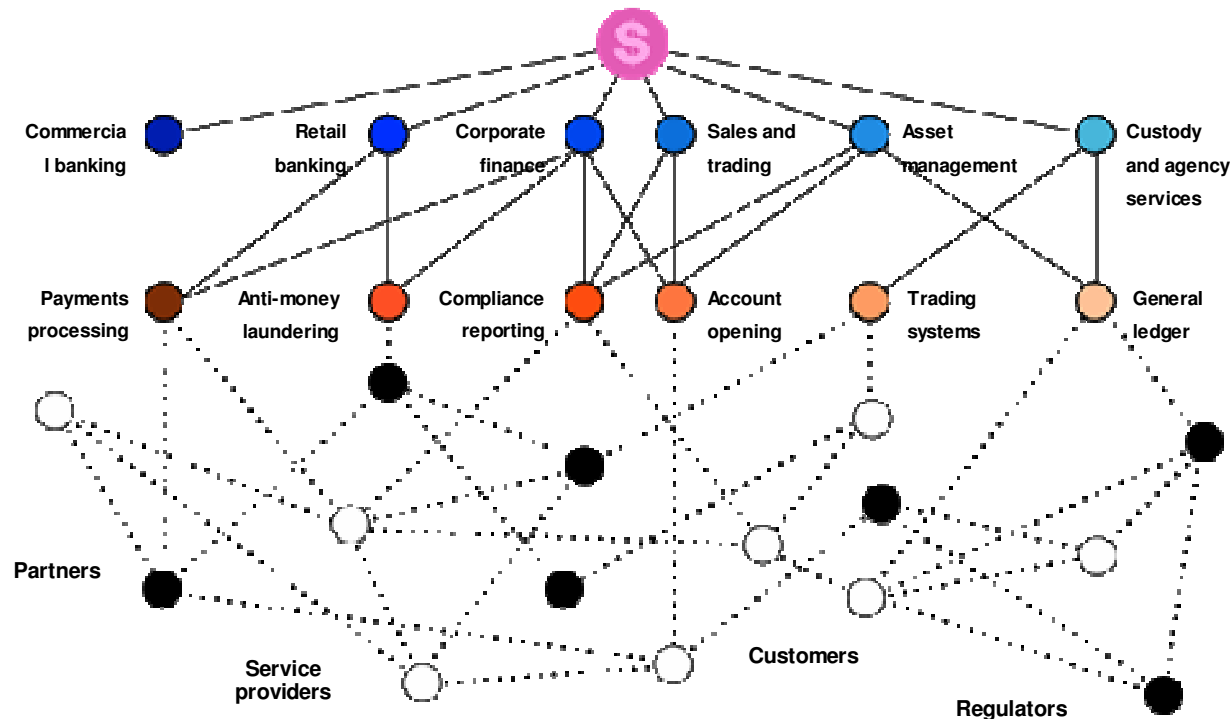 $
Commercia
l banking
Retail
banking
Corporate
finance
Sales and
trading
Asset
management
Custody
and agency
services
Payments
processing
Anti-money
laundering
Compliance
reporting
Account
opening
Trading
systems
General
ledger
Partners
Service
providers
Customers
Regulators